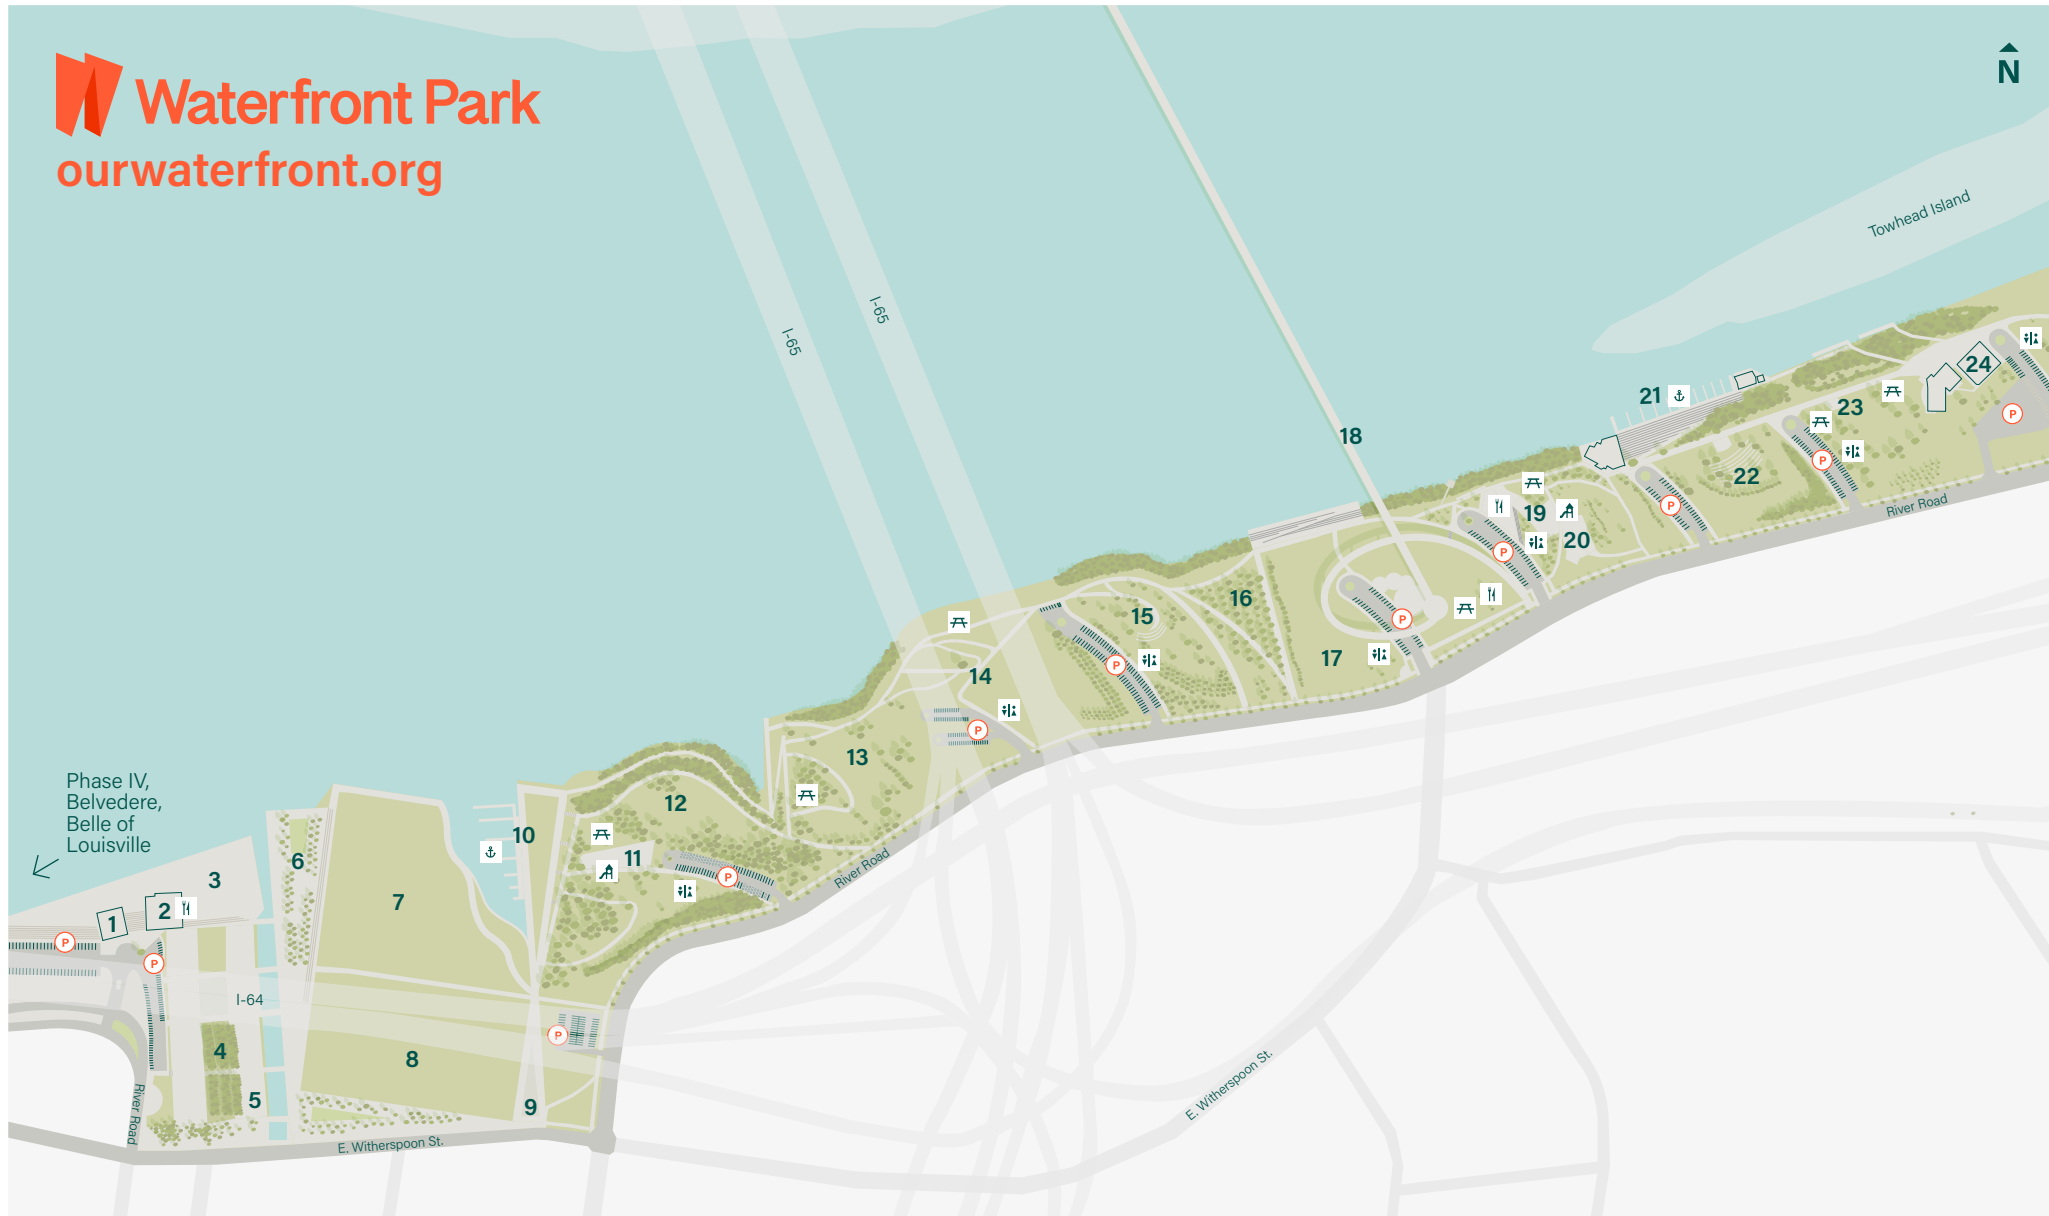 Waterfront Park
ourwaterfront.org
N
Towhead Island
I-65
I-65
18
21
24
23
22
River Road
19
20
16
15
17
14
13
12
Phase IV,
Belvedere,
Belle of
Louisville
10
11
River Road
6
3
7
2
1
P
P
P
P
P
P
P
P
P
P
P
I-64
4
8
5
9
River Road
E. Witherspoon St.
E. Witherspoon St.